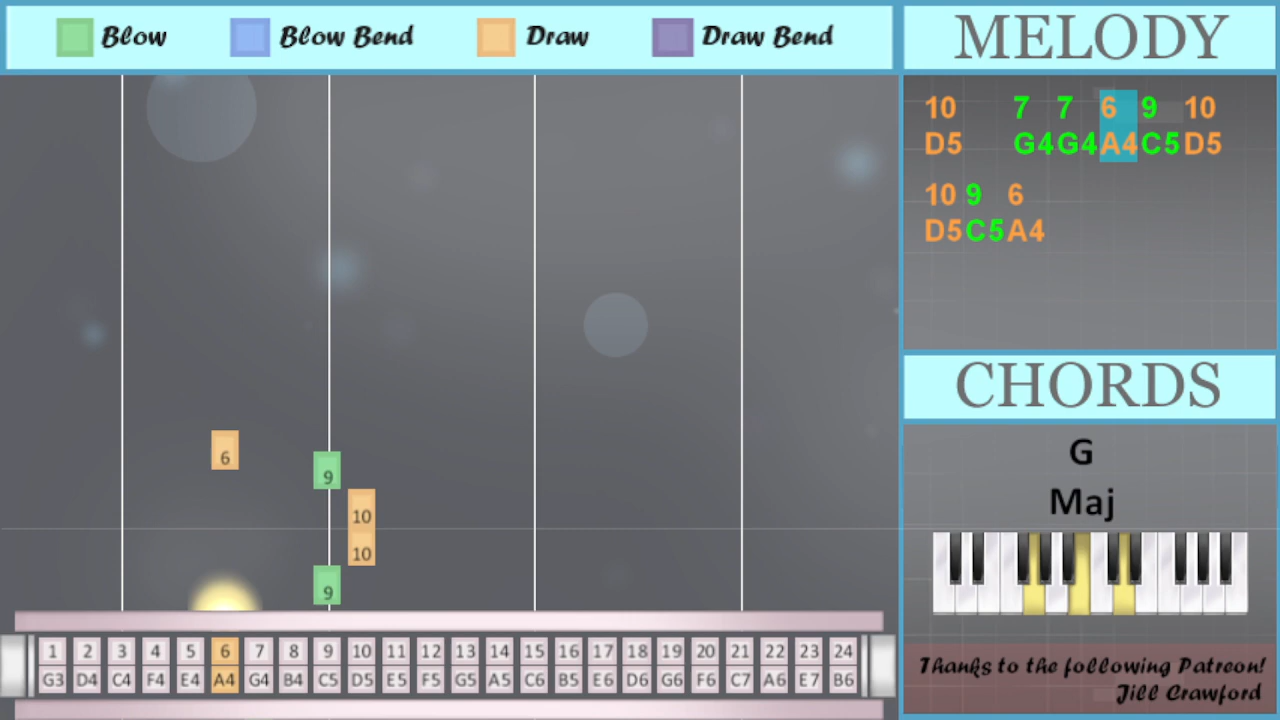 Blow Blow Bend Draw Draw Bend
MELODY
10 7 7 6 9 10
D5 G4 G4 A4 C5 D5
10 9 6
D5 C5 A4
6
9
10
10
9
CHORDS
G
Maj
1 2 3 4 5 6 7 8 9 10 11 12 13 14 15 16 17 18 19 20 21 22 23 24
G3 D4 C4 F4 E4 A4 G4 B4 C5 D5 E5 F5 G5 A5 C6 B5 E6 D6 G6 F6 C7 A6 E7 B6
Thanks to the following Patreon!
Jill Crawford